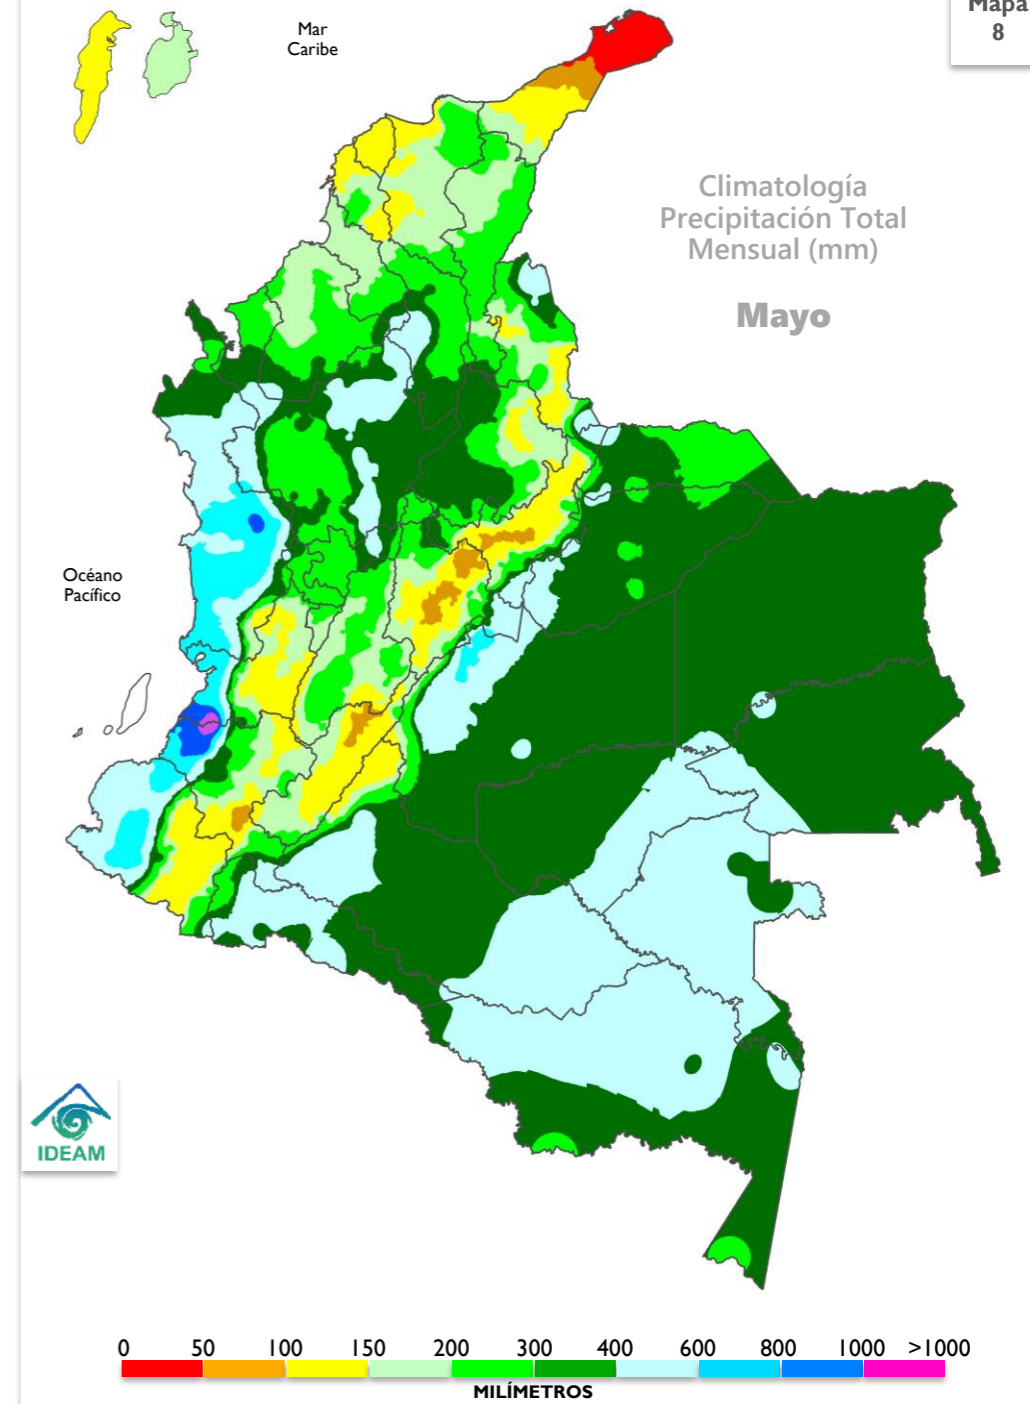 Mapa
8
Mar
Caribe
Climatología
Precipitación Total
Mensual (mm)
Mayo
Océano
Pacífico
IDEAM
0 50 100 150 200 300 400 600 800 1000 >1000
MILÍMETROS